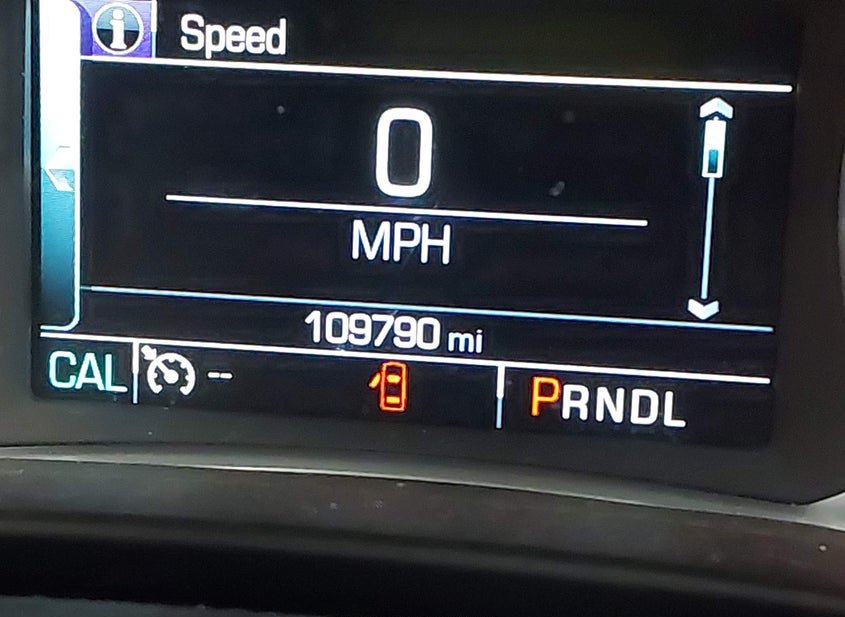 Speed
0
MPH
109790 mi
CAL -- PRNDL